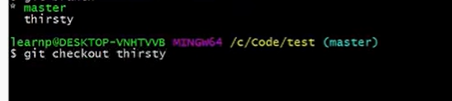 * master
thirsty
learnp@DESKTOP-VNHTVVB MINGW64 /c/Code/test (master)
$ git checkout thirsty